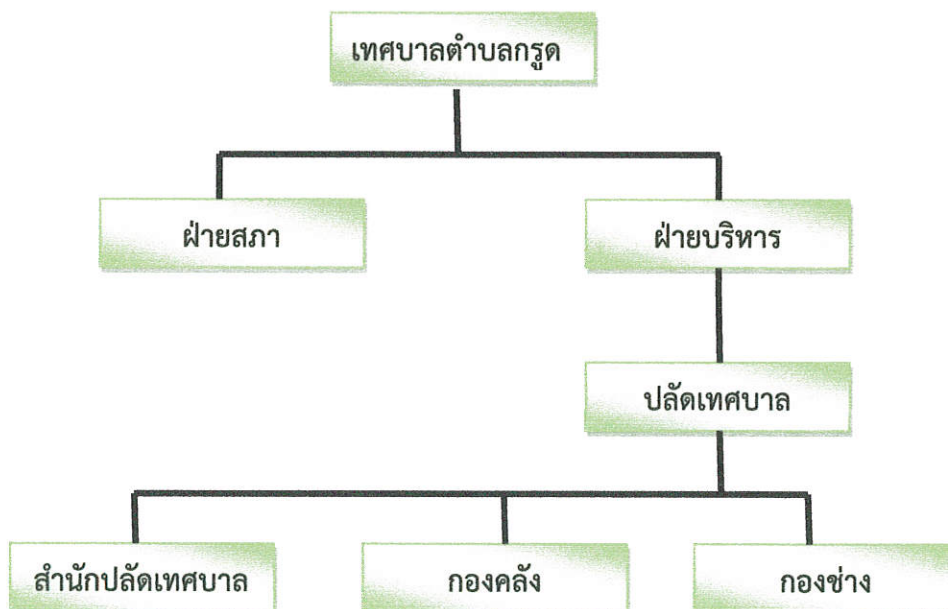 เทศบาลตำบลกรูด
ฝ่ายสภา
ฝ่ายบริหาร
ปลัดเทศบาล
สำนักปลัดเทศบาล
กองคลัง
กองช่าง